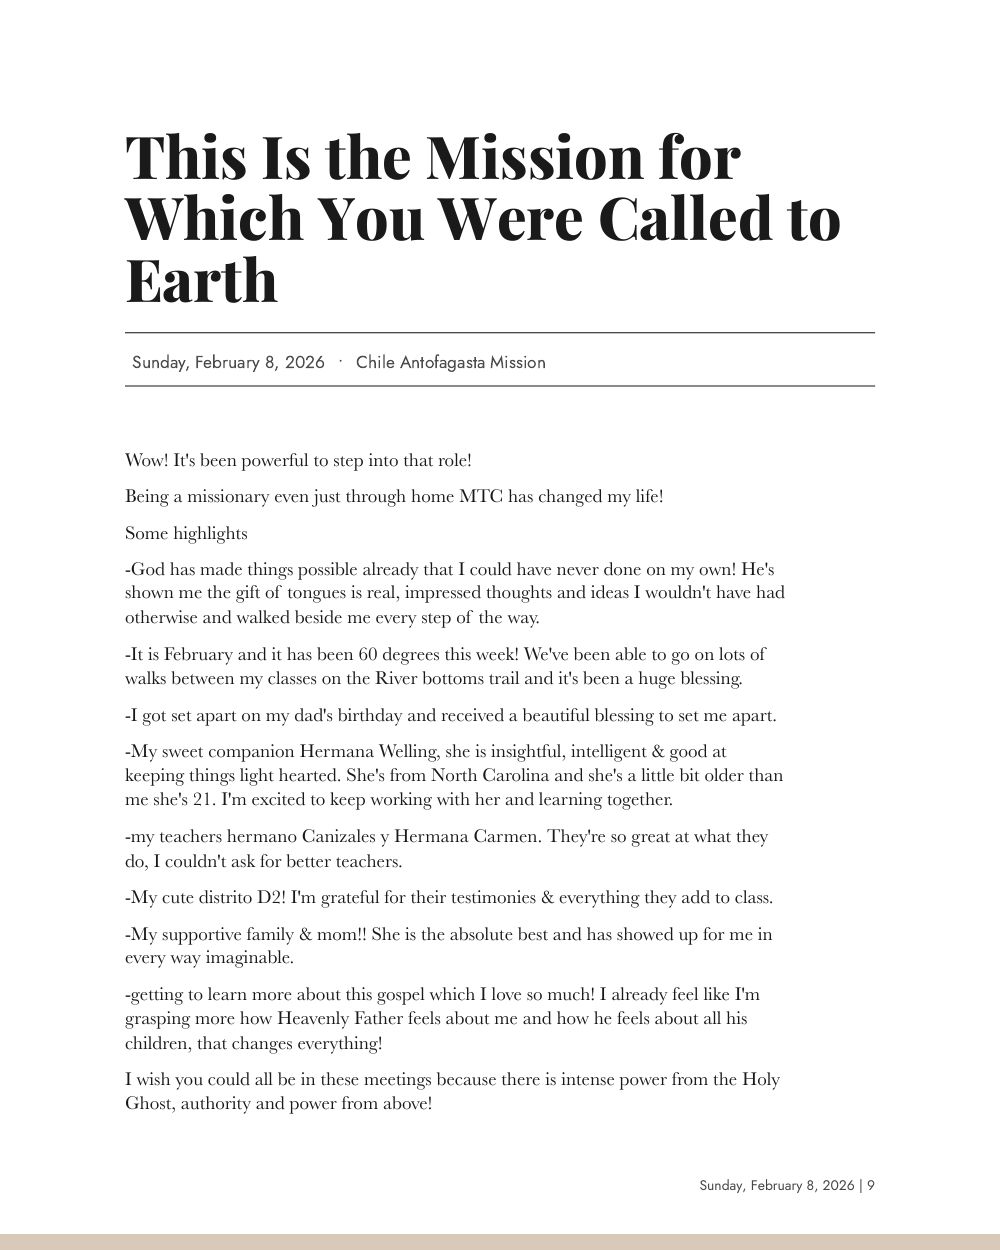 This Is the Mission for
Which You Were Called to
Earth
Sunday, February 8, 2026 · Chile Antofagasta Mission
Wow! It's been powerful to step into that role!
Being a missionary even just through home MTC has changed my life!
Some highlights
-God has made things possible already that I could have never done on my own! He's
shown me the gift of tongues is real, impressed thoughts and ideas I wouldn't have had
otherwise and walked beside me every step of the way.
-It is February and it has been 60 degrees this week! We've been able to go on lots of
walks between my classes on the River bottoms trail and it's been a huge blessing.
-I got set apart on my dad's birthday and received a beautiful blessing to set me apart.
-My sweet companion Hermana Welling, she is insightful, intelligent & good at
keeping things light hearted. She's from North Carolina and she's a little bit older than
me she's 21. I'm excited to keep working with her and learning together.
-my teachers hermano Canizales y Hermana Carmen. They're so great at what they
do, I couldn't ask for better teachers.
-My cute distrito D2! I'm grateful for their testimonies & everything they add to class.
-My supportive family & mom!! She is the absolute best and has showed up for me in
every way imaginable.
-getting to learn more about this gospel which I love so much! I already feel like I'm
grasping more how Heavenly Father feels about me and how he feels about all his
children, that changes everything!
I wish you could all be in these meetings because there is intense power from the Holy
Ghost, authority and power from above!
Sunday, February 8, 2026 | 9